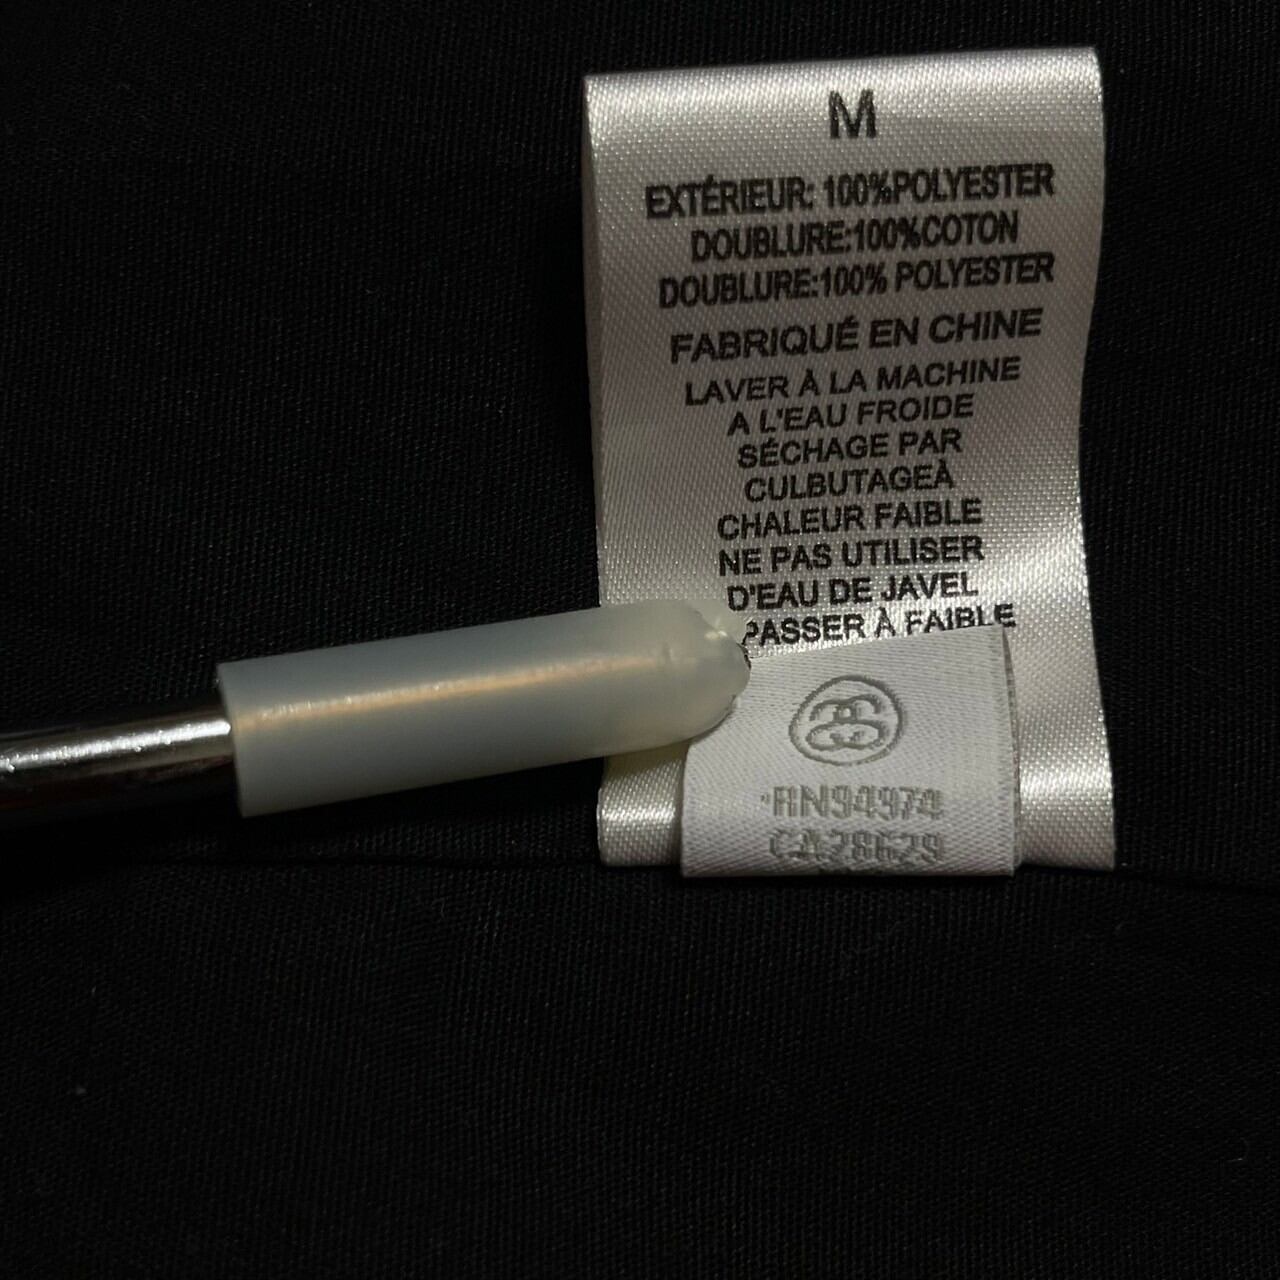 M
EXTÉRIEUR: 100%POLYESTER
DOUBLURE:100%COTON
DOUBLURE:100% POLYESTER
FABRIQUÉ EN CHINE
LAVER À LA MACHINE
A L'EAU FROIDE
SÉCHAGE PAR
CULBUTAGEÀ
CHALEUR FAIBLE
NE PAS UTILISER
D'EAU DE JAVEL
PASSER À FAIBLE
RN94974
CA28629